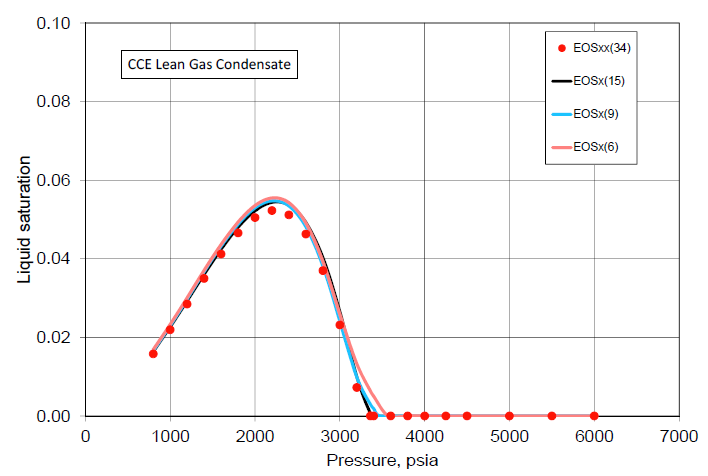 0.10
CCE Lean Gas Condensate
EOSxx(34)
EOSx(15)
EOSx(9)
EOSx(6)
0.08
0.06
0.04
0.02
0.00
Liquid saturation
0 1000 2000 3000 4000 5000 6000 7000
Pressure, psia